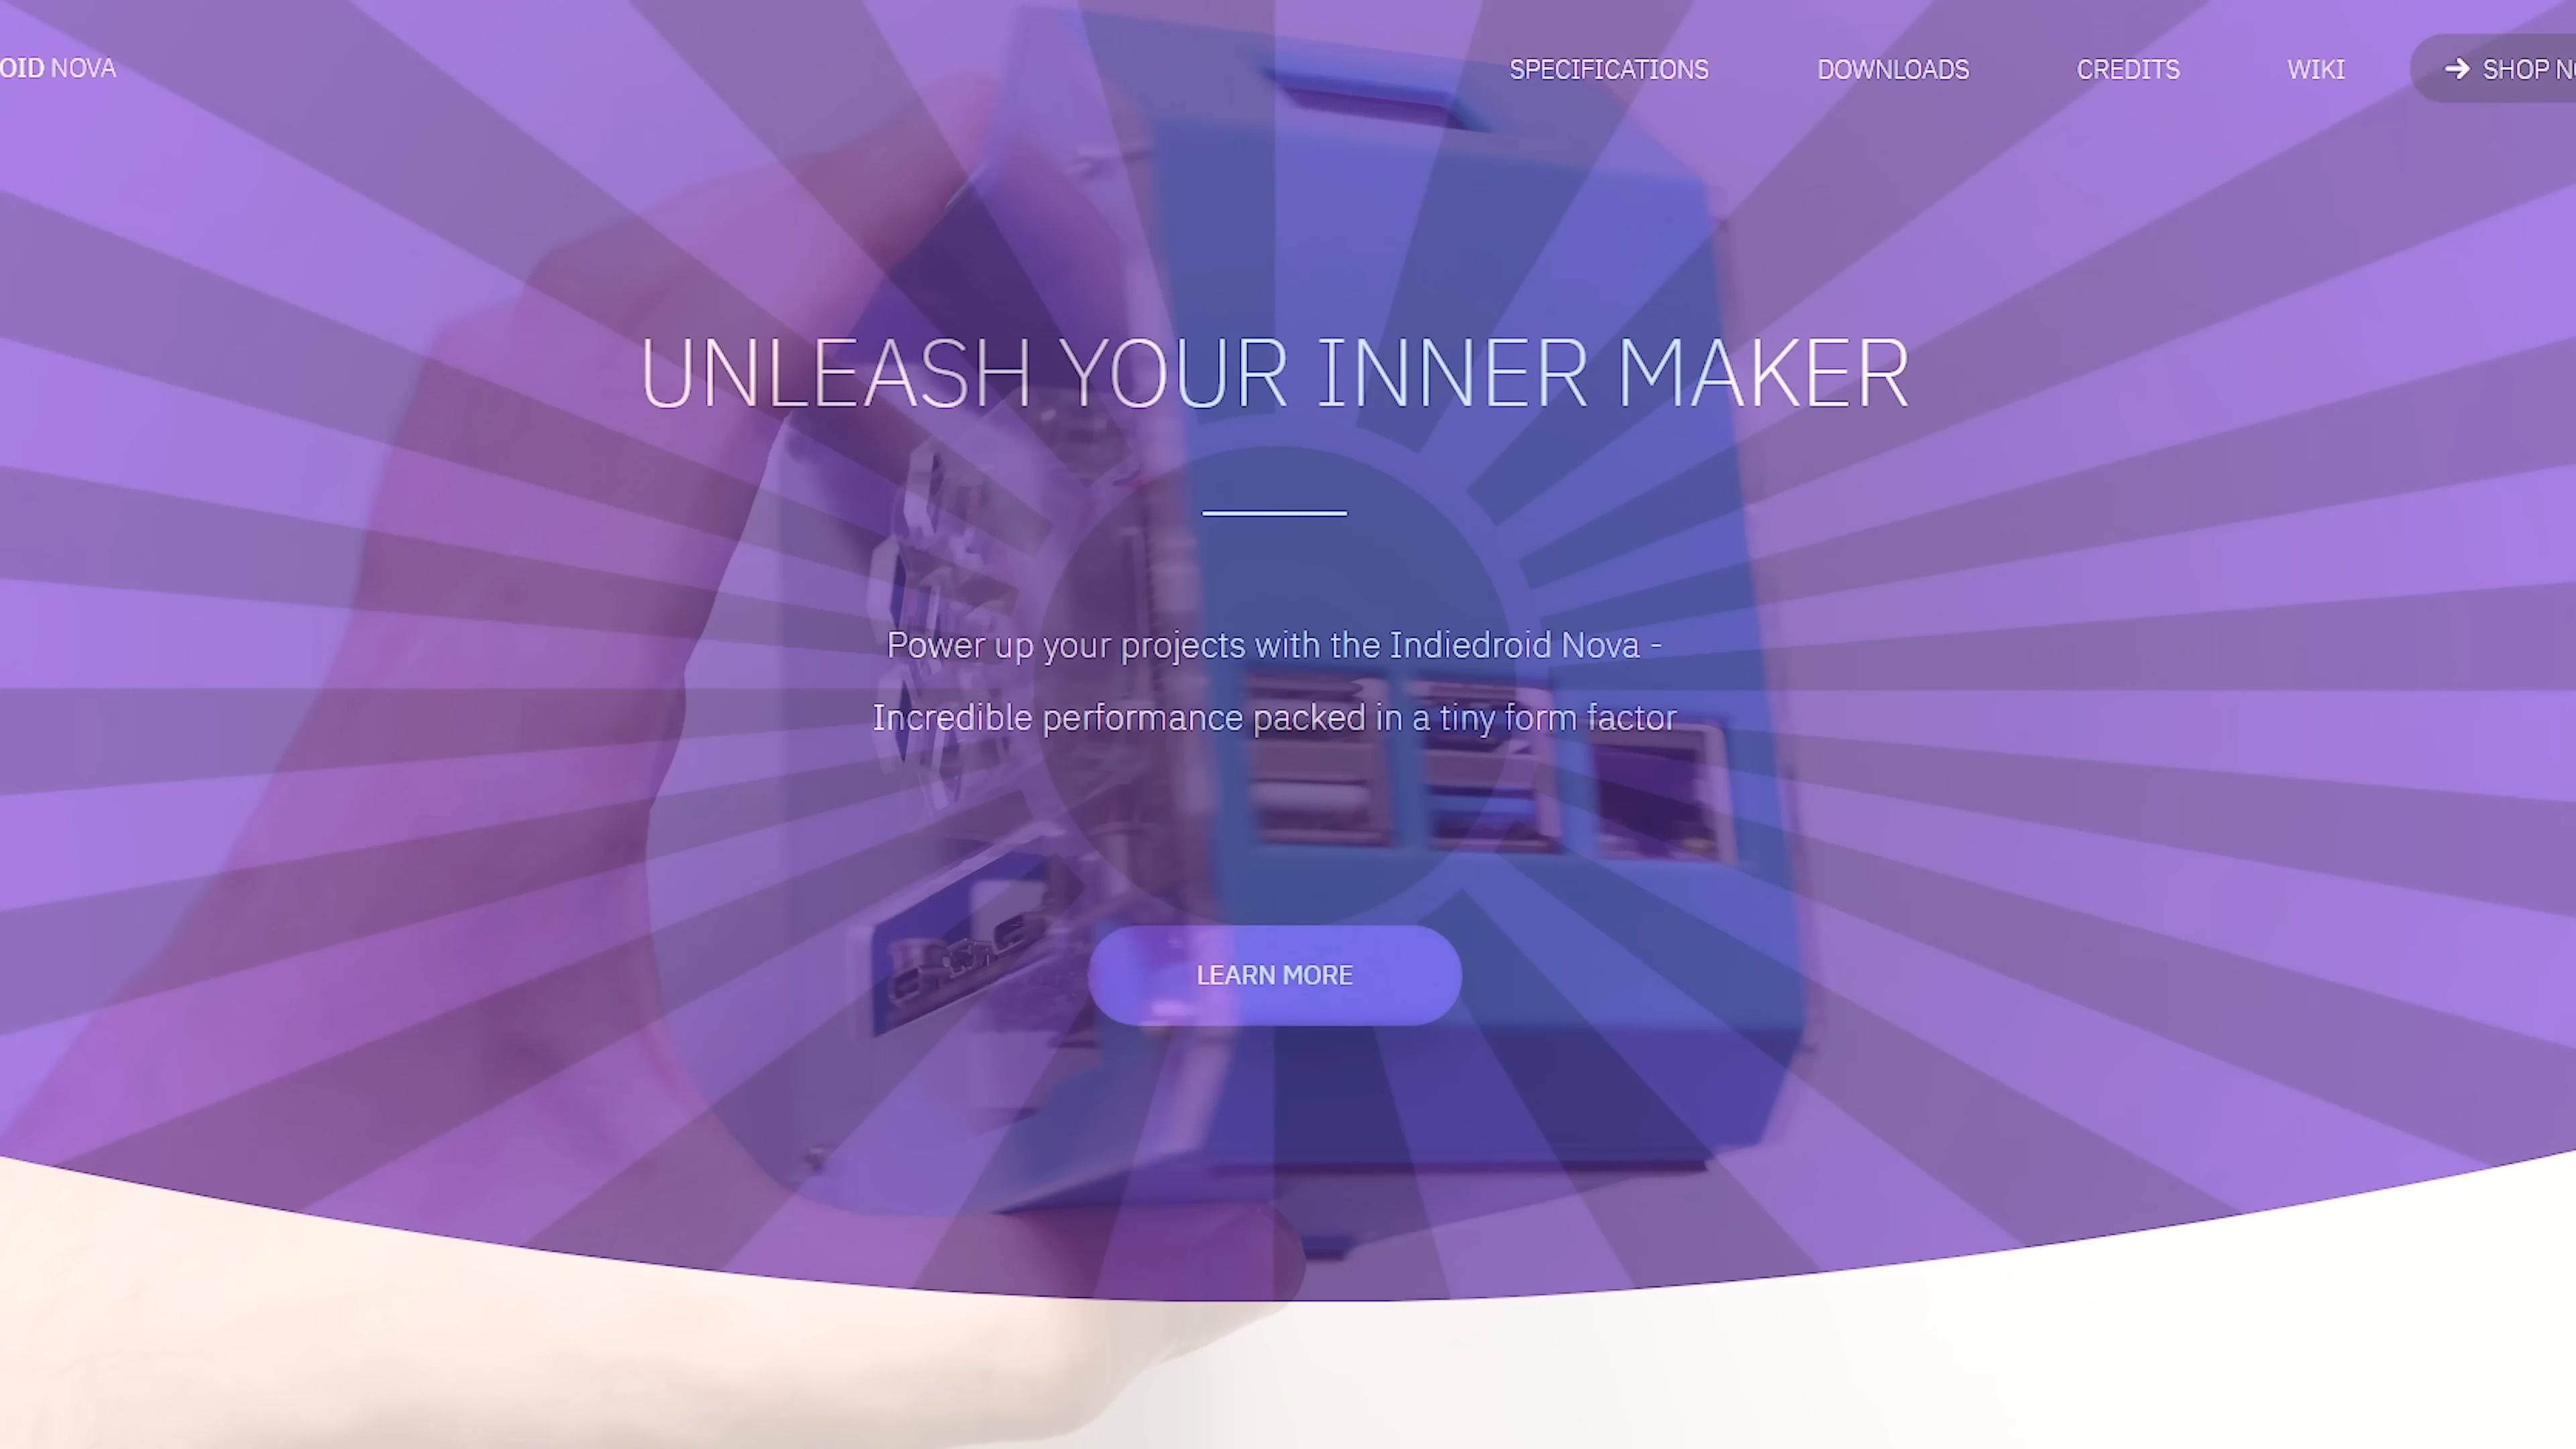 OID NOVA
SPECIFICATIONS
DOWNLOADS
CREDITS
WIKI
SHOP
UNLEASH YOUR INNER MAKER
Power up your projects with the Indiedroid Nova -
Incredible performance packed in a tiny form factor
LEARN MORE